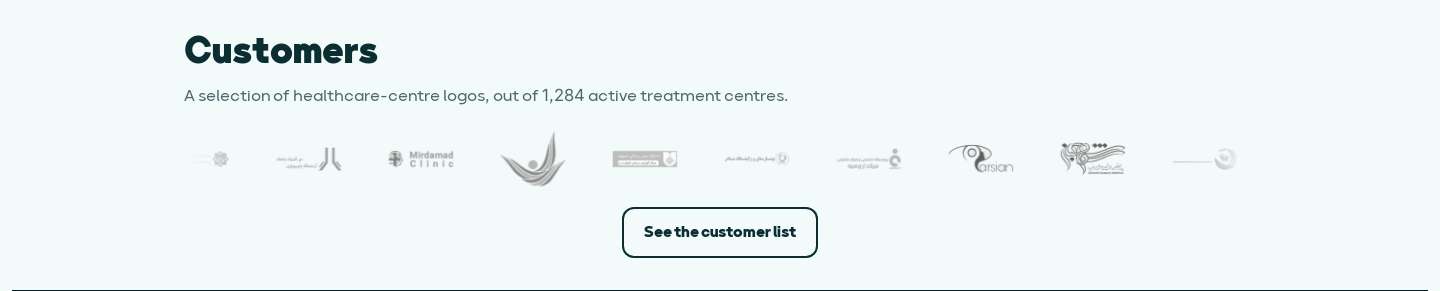 Customers
A selection of healthcare-centre logos, out of 1,284 active treatment centres.
Mirdamad
Clinic
Parsian
See the customer list